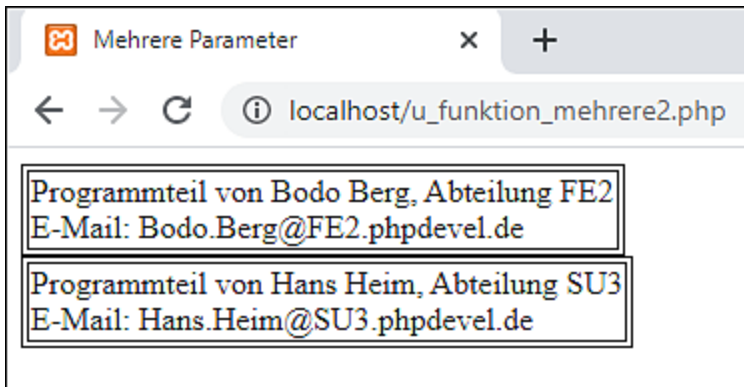 Mehrere Parameter
localhost/u_funktion_mehrere2.php
Programmteil von Bodo Berg, Abteilung FE2
E-Mail: Bodo.Berg@FE2.phpdevel.de
Programmteil von Hans Heim, Abteilung SU3
E-Mail: Hans.Heim@SU3.phpdevel.de